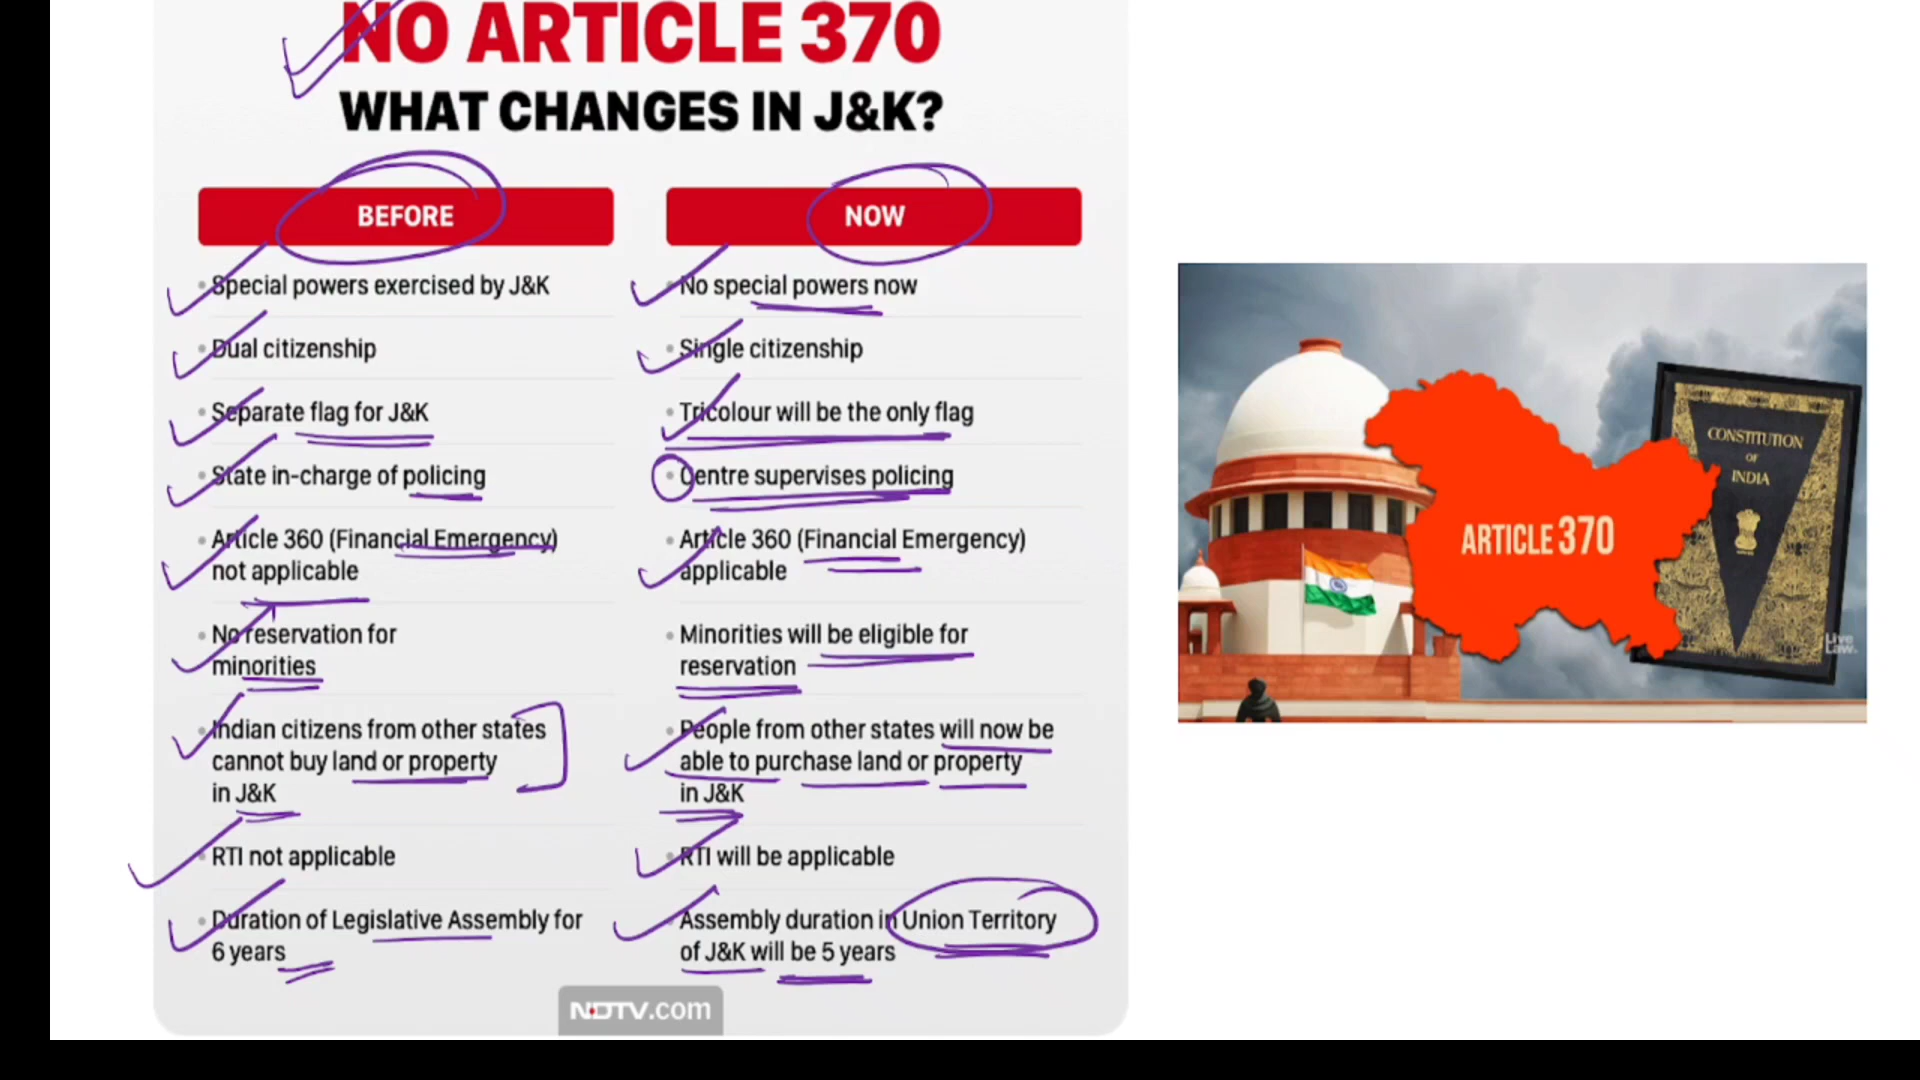 NO ARTICLE 370
WHAT CHANGES IN J&K?
BEFORE
Special powers exercised by J&K
Dual citizenship
Separate flag for J&K
State in-charge of policing
Article 360 (Financial Emergency)
not applicable
No reservation for
minorities
Indian citizens from other states
cannot buy land or property
in J&K
RTI not applicable
Duration of Legislative Assembly for
6 years
NOW
No special powers now
Single citizenship
Tricolour will be the only flag
Centre supervises policing
Article 360 (Financial Emergency)
applicable
Minorities will be eligible for
reservation
People from other states will now be
able to purchase land or property
in J&K
RTI will be applicable
Assembly duration in Union Territory
of J&K will be 5 years
NDTV.com
ARTICLE 370
CONSTITUTION
OF
INDIA
Live
Law